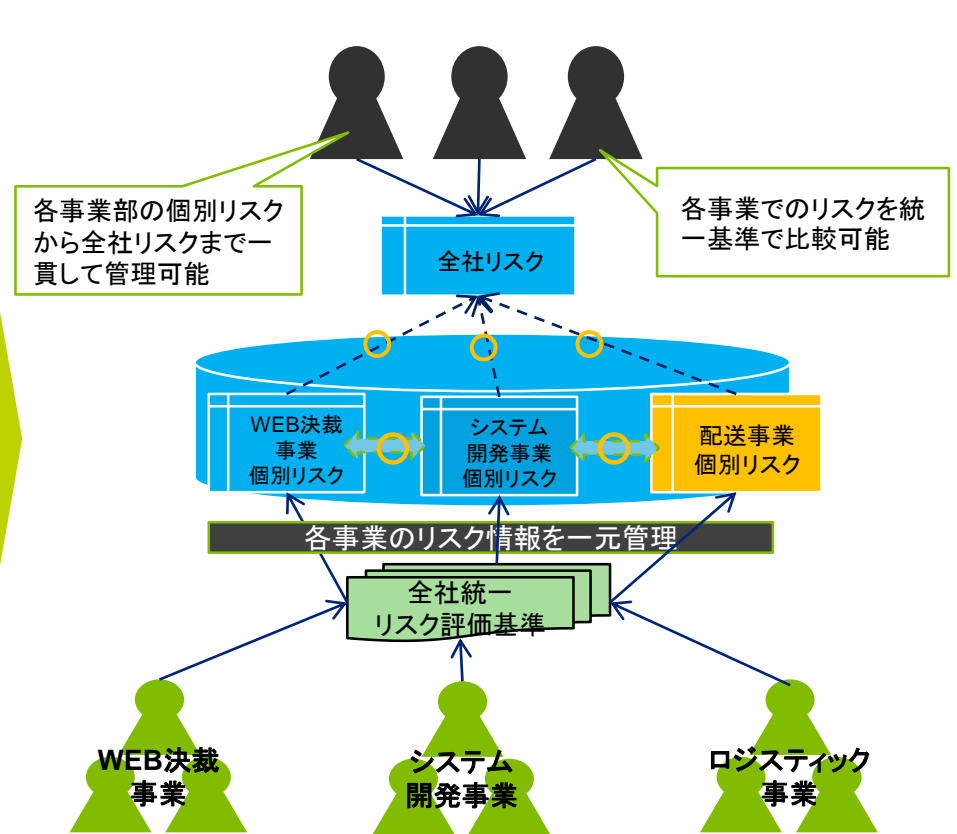 各事業部の個別リスク
から全社リスクまで一
貫して管理可能
各事業でのリスクを統
一基準で比較可能
全社リスク
WEB決裁
事業
個別リスク
システム
開発事業
個別リスク
配送事業
個別リスク
各事業のリスク情報を一元管理
全社統一
リスク評価基準
WEB決裁
事業
システム
開発事業
ロジスティック
事業